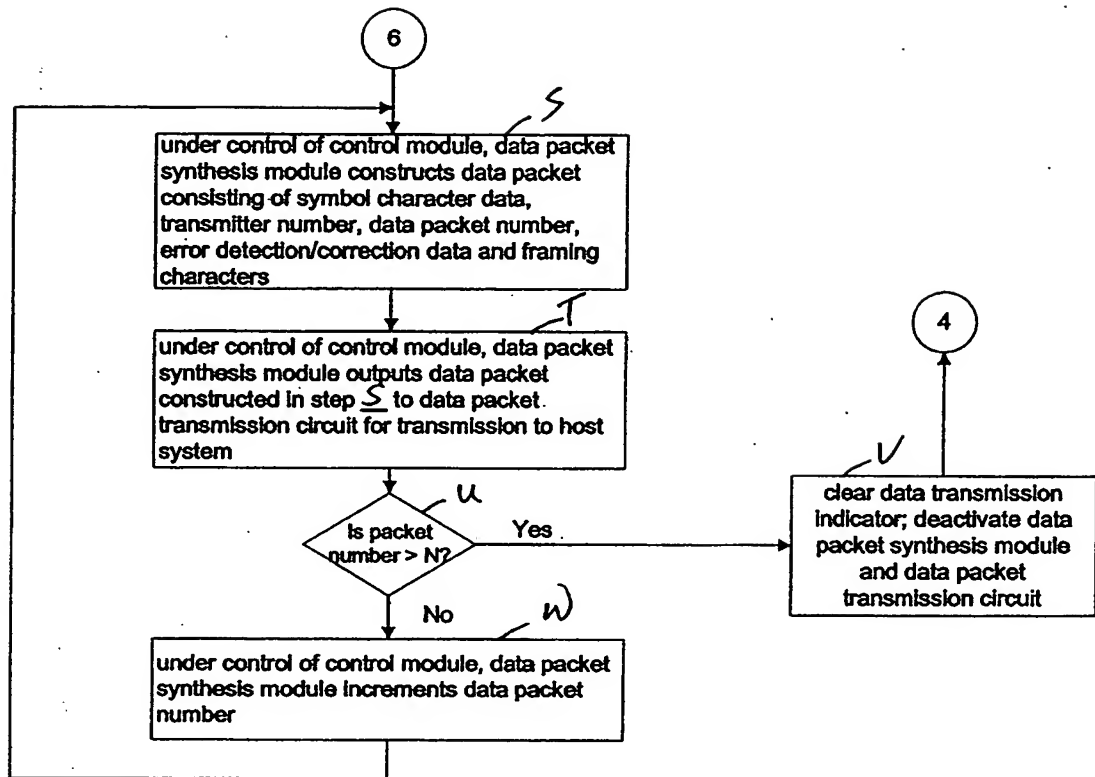 6
S
under control of control module, data packet
synthesis module constructs data packet
consisting of symbol character data,
transmitter number, data packet number,
error detection/correction data and framing
characters
T
under control of control module, data packet
synthesis module outputs data packet
constructed in step S to data packet
transmission circuit for transmission to host
system
4
U
Is packet
number > N?
Yes
No
V
clear data transmission
indicator; deactivate data
packet synthesis module
and data packet
transmission circuit
W
under control of control module, data packet
synthesis module increments data packet
number